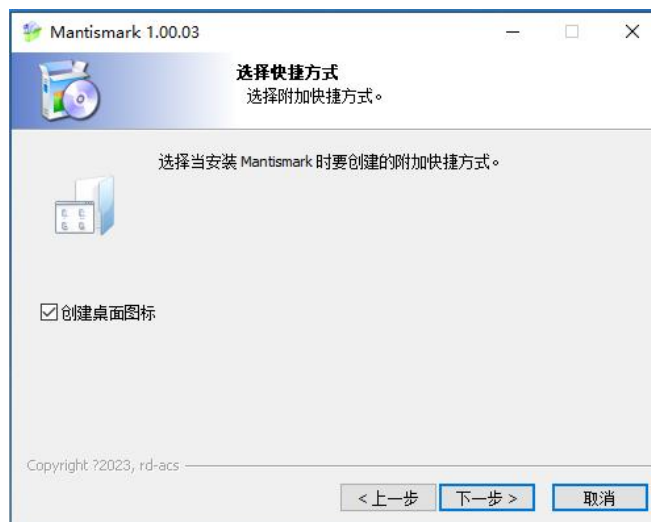 Mantismark 1.00.03
选择快捷方式
选择附加快捷方式。
选择当安装 Mantismark 时要创建的附加快捷方式。
创建桌面图标
Copyright ?2023, rd-acs
<上一步
下一步 >
取消